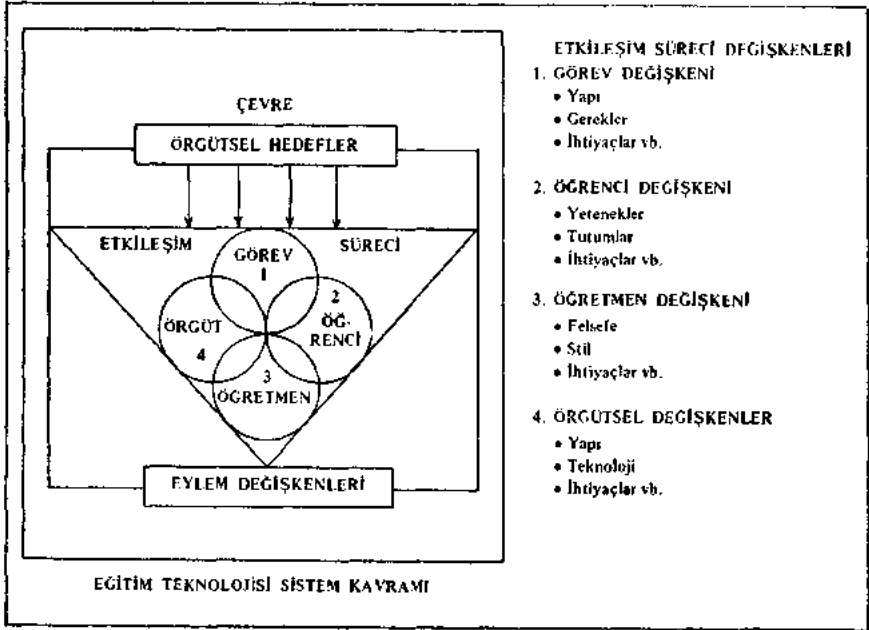 ÇEVRE
ÖRGÜTSEL HEDEFLER
ETKİLEŞİM SÜRECİ
GÖREV
1
2
ÖĞ-
RENCİ
ÖRGÜT
4
3
ÖĞRETMEN
EYLEM DEĞİŞKENLERİ
EĞİTİM TEKNOLOJİSİ SİSTEM KAVRAMI
ETKİLEŞİM SÜRECİ DEĞİŞKENLERİ
1. GÖREV DEĞİŞKENİ
• Yapı
• Gerekler
• İhtiyaçlar vb.
2. ÖĞRENCİ DEĞİŞKENİ
• Yetenekler
• Tutumlar
• İhtiyaçlar vb.
3. ÖĞRETMEN DEĞİŞKENİ
• Felsefe
• Stil
• İhtiyaçlar vb.
4. ÖRGÜTSEL DEĞİŞKENLER
• Yapı
• Teknoloji
• İhtiyaçlar vb.